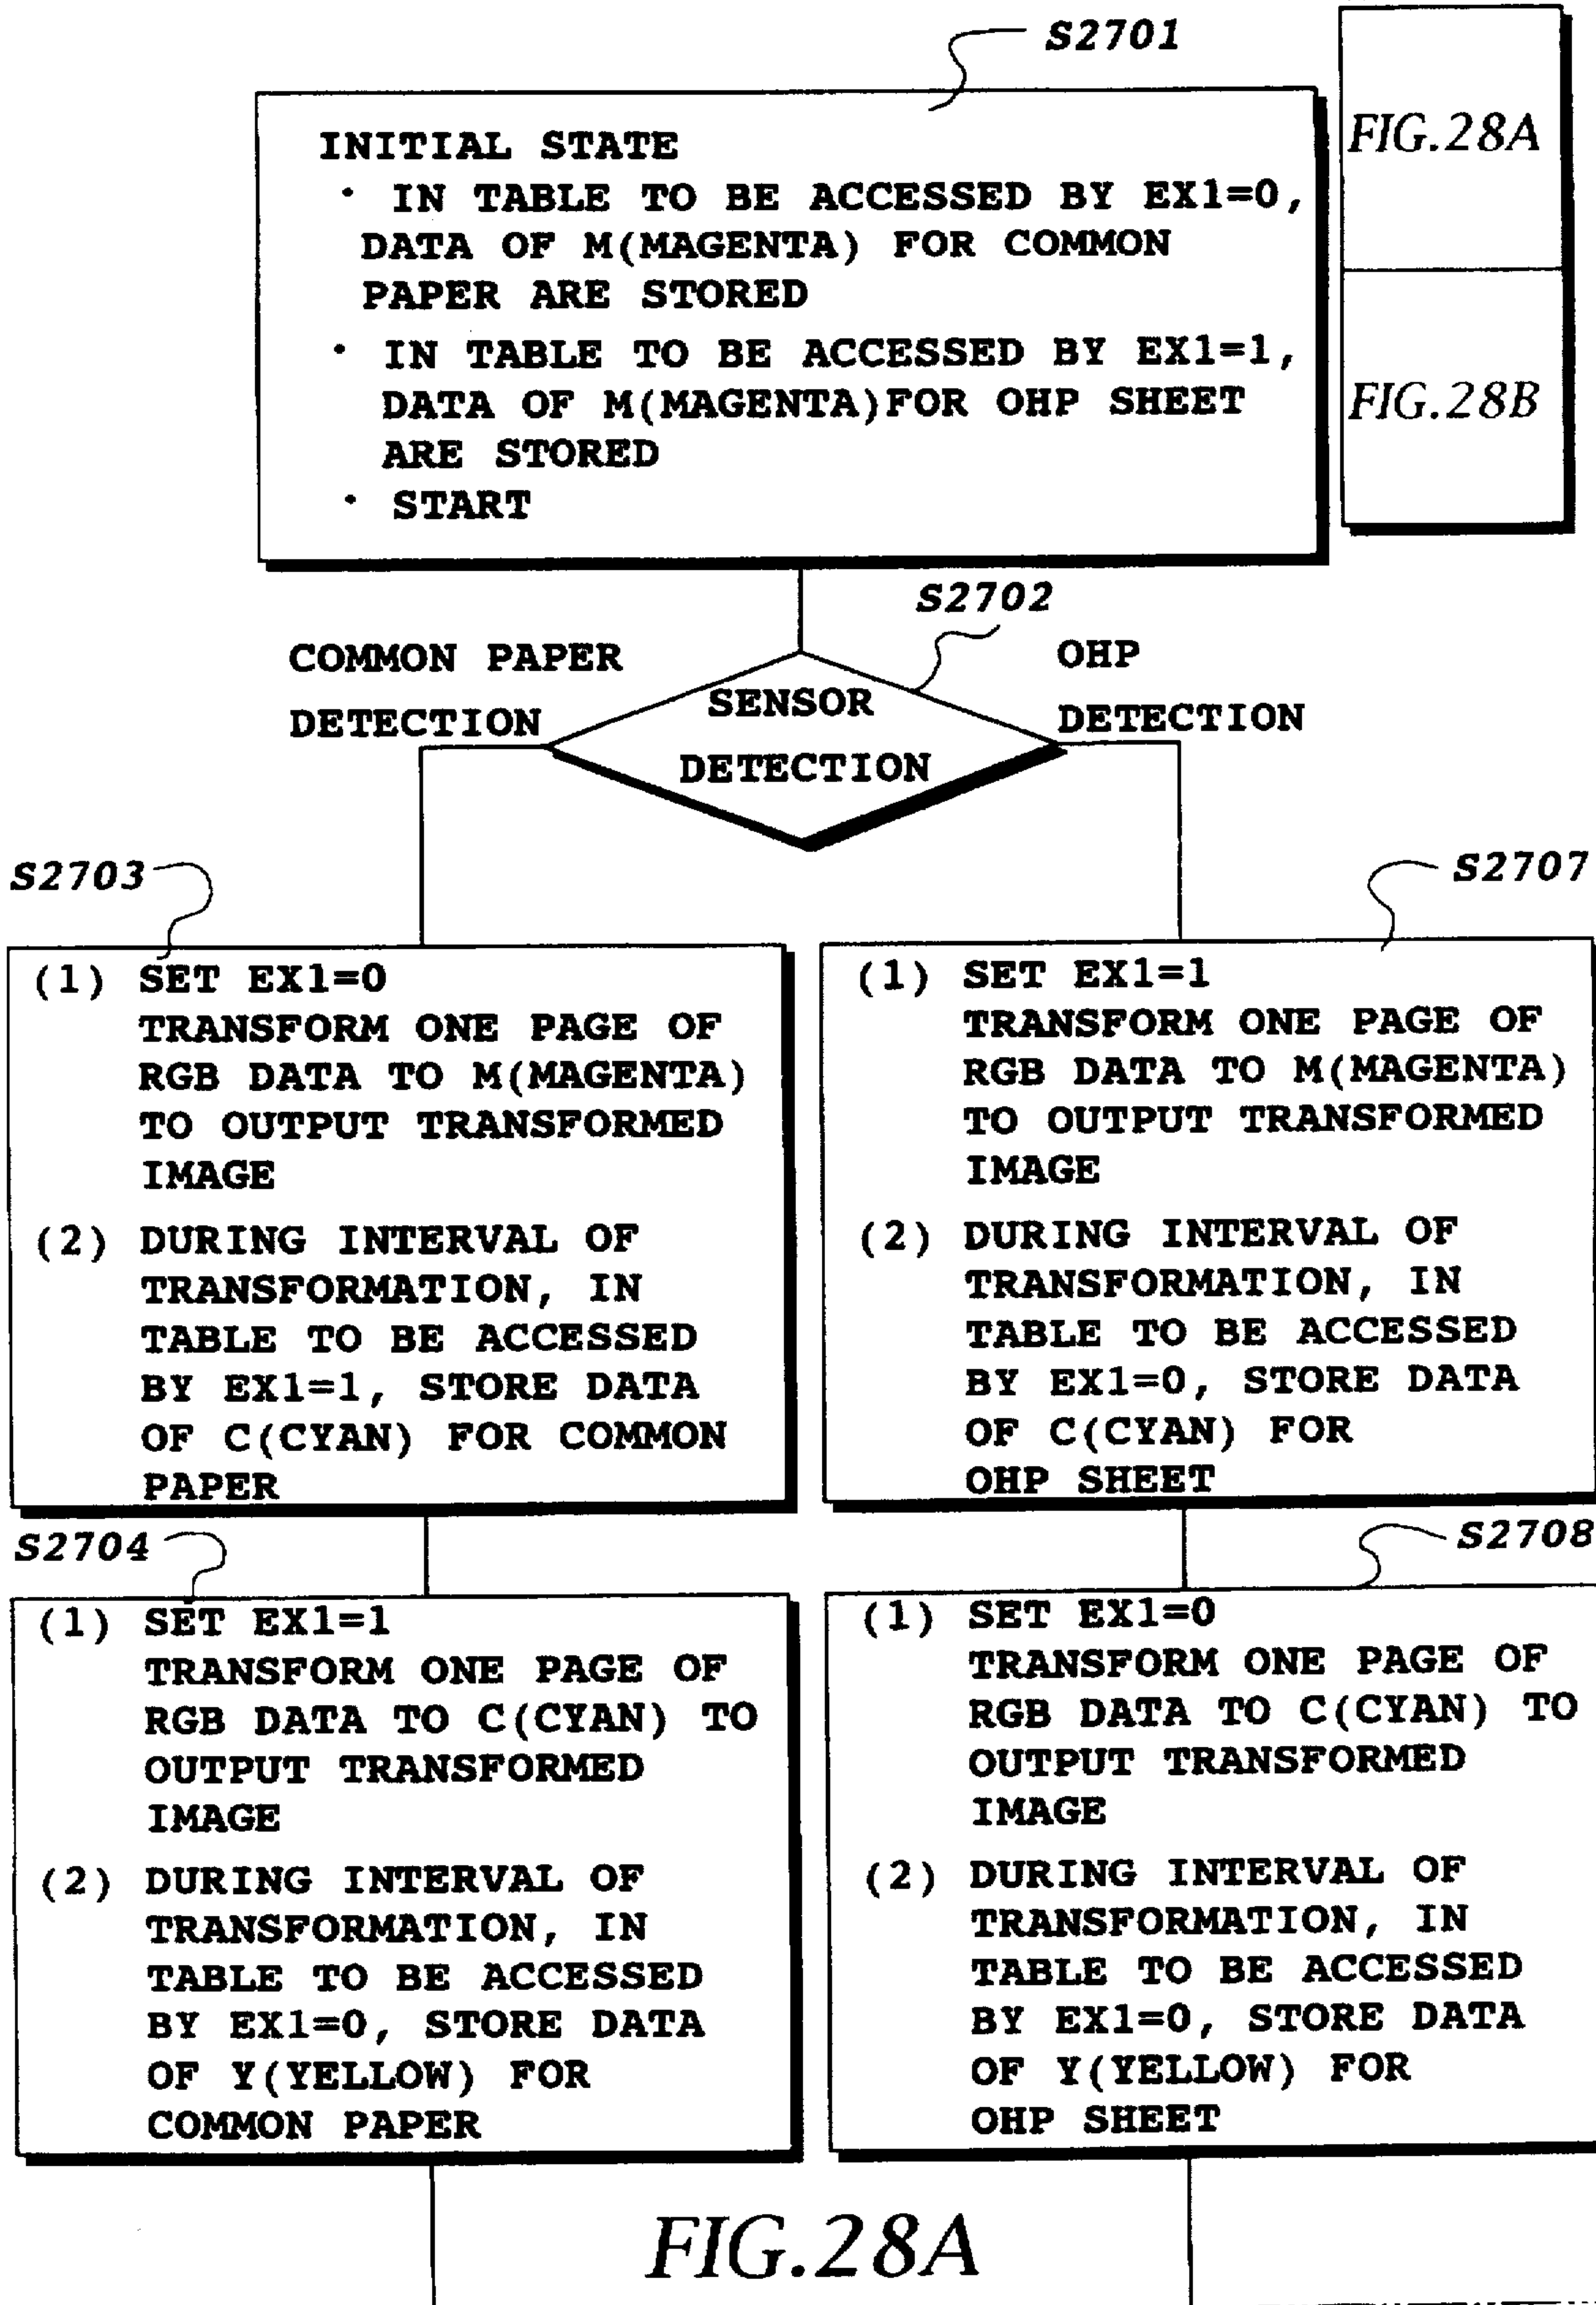 S2701
INITIAL STATE
· IN TABLE TO BE ACCESSED BY EX1=0,
DATA OF M(MAGENTA) FOR COMMON
PAPER ARE STORED
· IN TABLE TO BE ACCESSED BY EX1=1,
DATA OF M(MAGENTA)FOR OHP SHEET
ARE STORED
· START
FIG.28A
FIG.28B
S2702
COMMON PAPER
DETECTION
SENSOR
DETECTION
OHP
DETECTION
S2703
(1) SET EX1=0
TRANSFORM ONE PAGE OF
RGB DATA TO M(MAGENTA)
TO OUTPUT TRANSFORMED
IMAGE
(2) DURING INTERVAL OF
TRANSFORMATION, IN
TABLE TO BE ACCESSED
BY EX1=1, STORE DATA
OF C(CYAN) FOR COMMON
PAPER
S2707
(1) SET EX1=1
TRANSFORM ONE PAGE OF
RGB DATA TO M(MAGENTA)
TO OUTPUT TRANSFORMED
IMAGE
(2) DURING INTERVAL OF
TRANSFORMATION, IN
TABLE TO BE ACCESSED
BY EX1=0, STORE DATA
OF C(CYAN) FOR
OHP SHEET
S2704
(1) SET EX1=1
TRANSFORM ONE PAGE OF
RGB DATA TO C(CYAN) TO
OUTPUT TRANSFORMED
IMAGE
(2) DURING INTERVAL OF
TRANSFORMATION, IN
TABLE TO BE ACCESSED
BY EX1=0, STORE DATA
OF Y(YELLOW) FOR
COMMON PAPER
S2708
(1) SET EX1=0
TRANSFORM ONE PAGE OF
RGB DATA TO C(CYAN) TO
OUTPUT TRANSFORMED
IMAGE
(2) DURING INTERVAL OF
TRANSFORMATION, IN
TABLE TO BE ACCESSED
BY EX1=0, STORE DATA
OF Y(YELLOW) FOR
OHP SHEET
FIG.28A